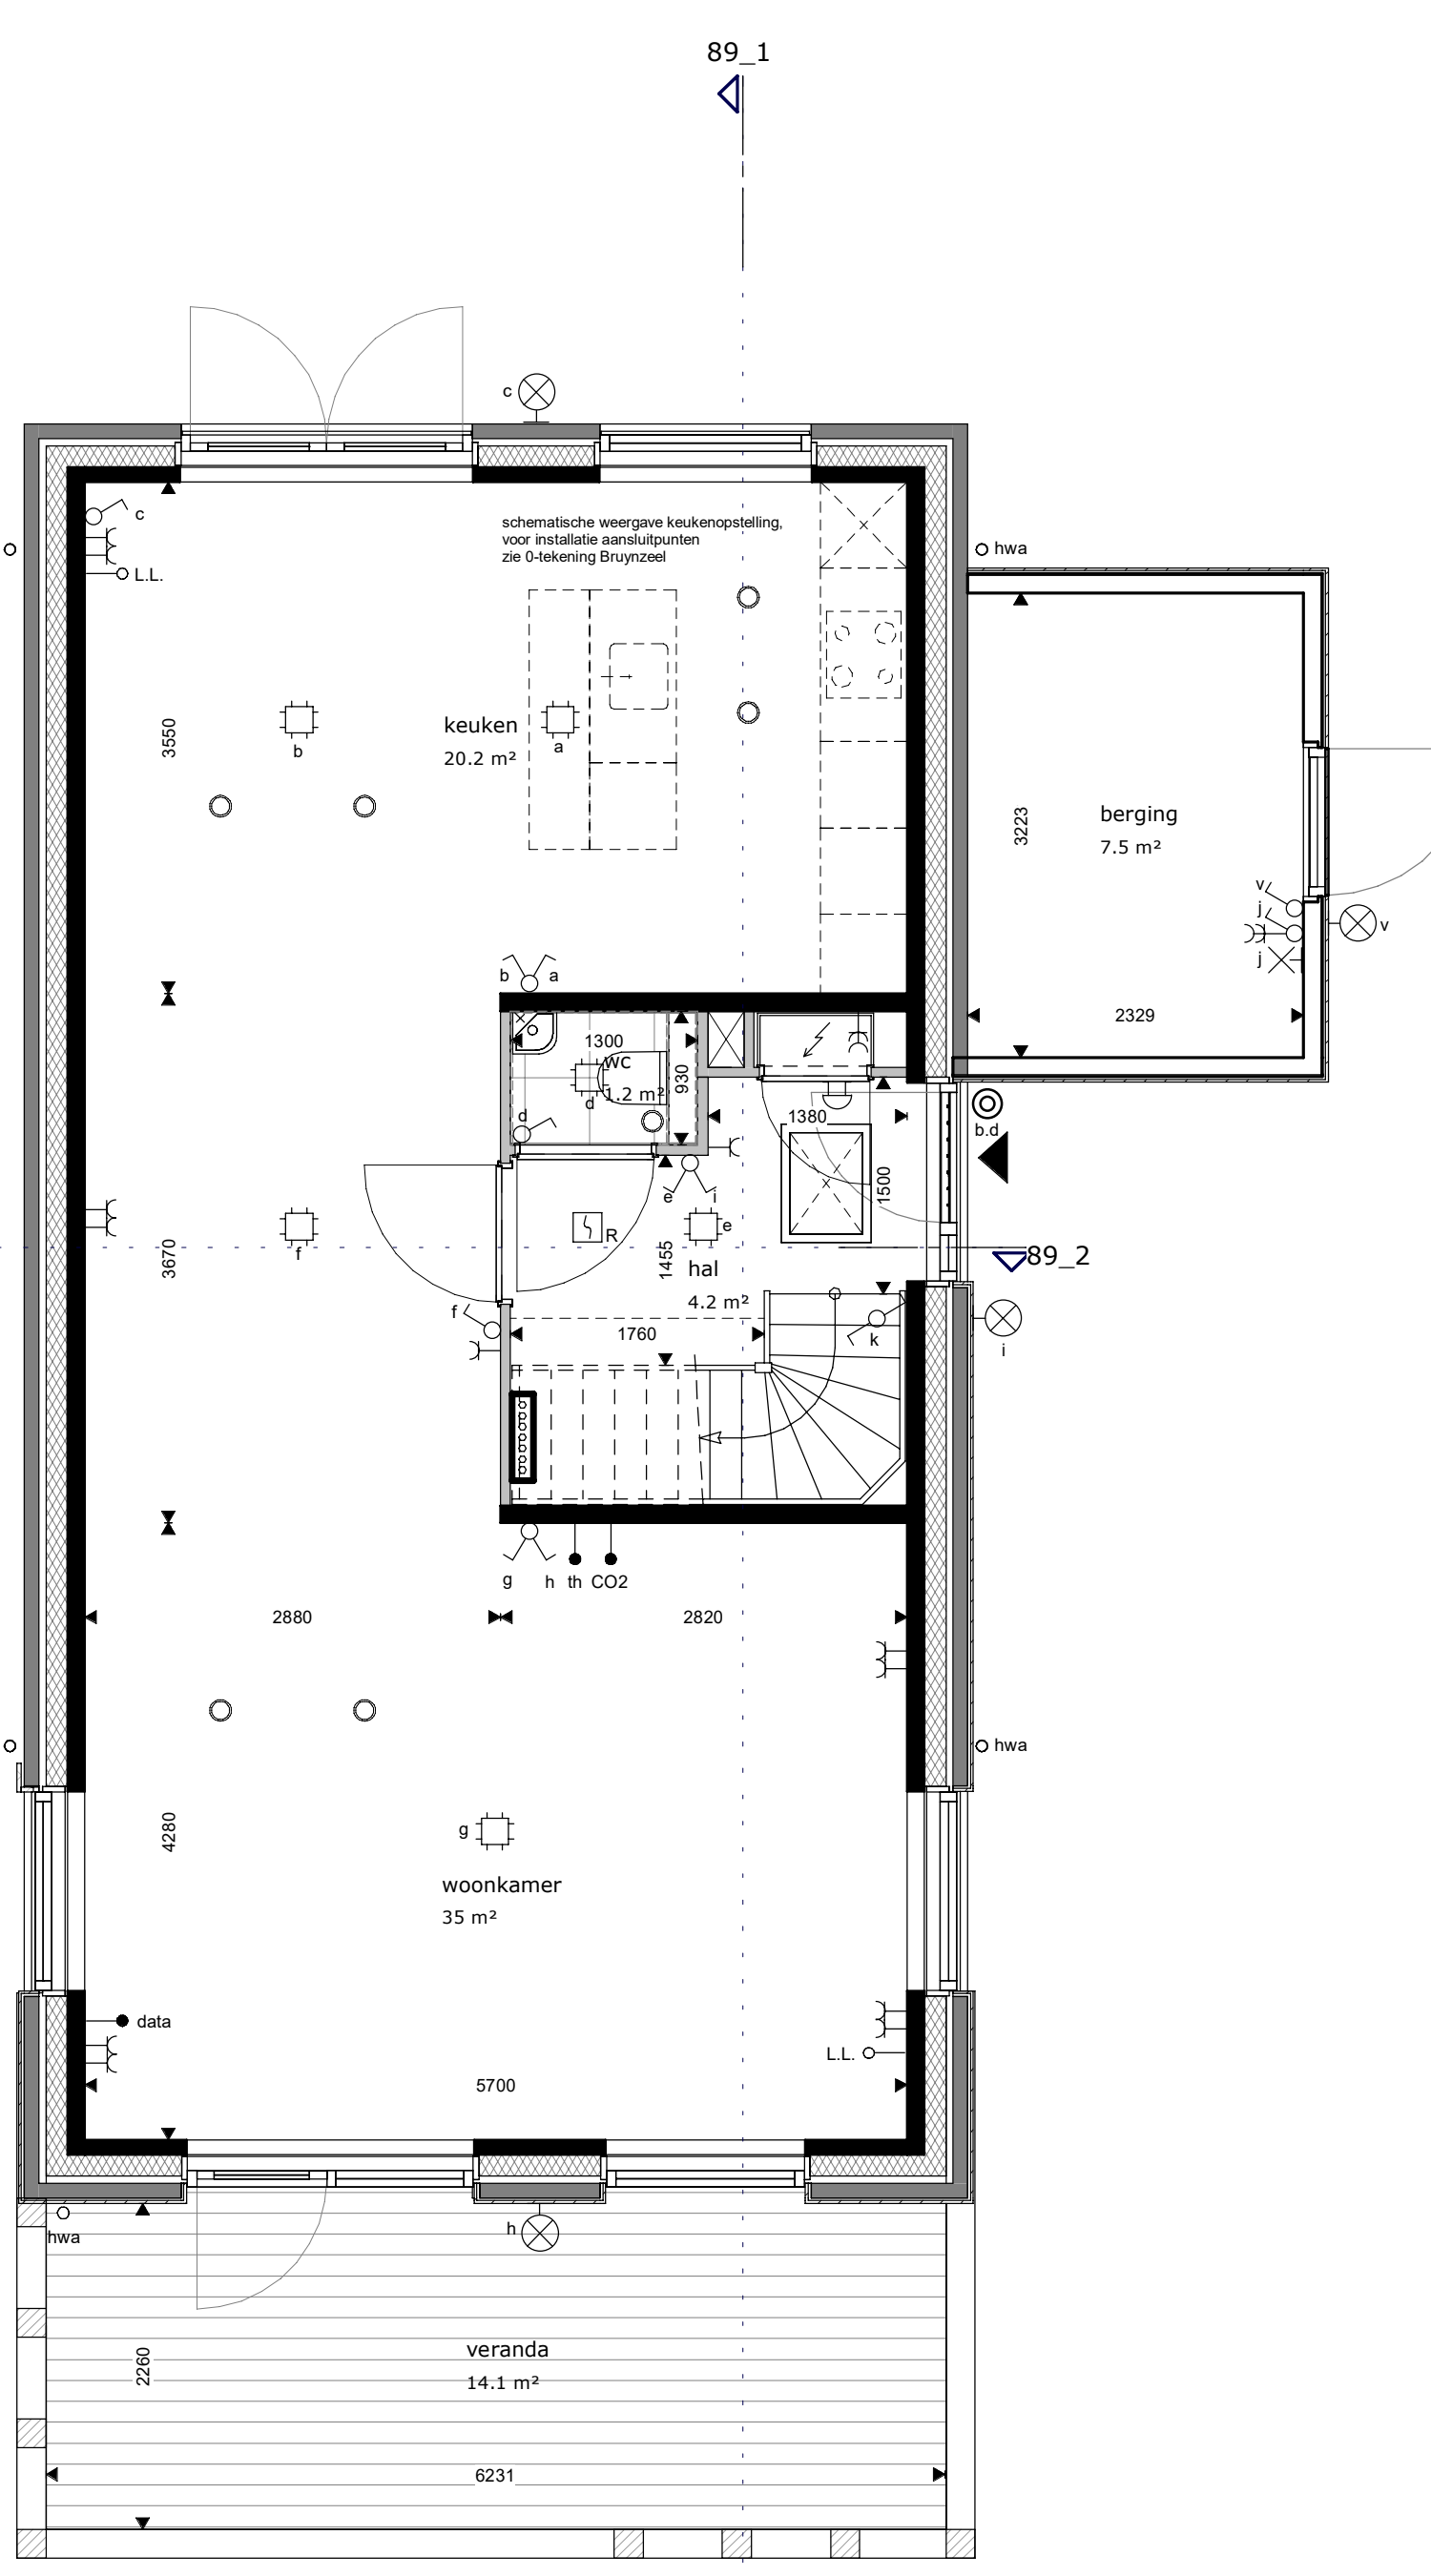 89_1
c
c
L.L.
schematische weergave keukenopstelling,
voor installatie aansluitpunten
zie 0-tekening Bruynzeel
hwa
3550
keuken
20.2 m²
b
a
berging
7.5 m²
3223
v
j
v
j
2329
b
a
1300
wc
1.2 m²
930
d
d
1380
b.d
e
i
1500
R
e
f
3670
1455
hal
4.2 m²
89_2
f
1760
k
i
g
h
th
CO2
2880
2820
hwa
4280
g
woonkamer
35 m²
data
L.L.
5700
hwa
h
veranda
14.1 m²
2260
6231